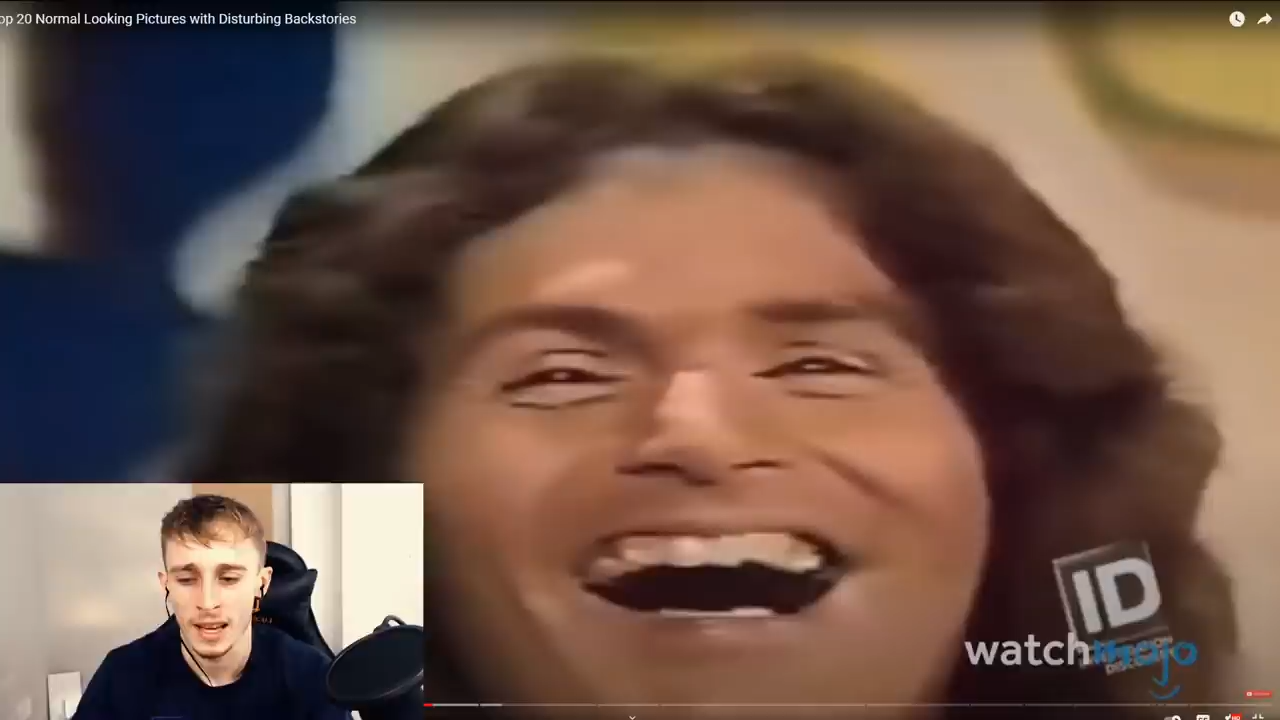 op 20 Normal Looking Pictures with Disturbing Backstories
ID
watchmojo